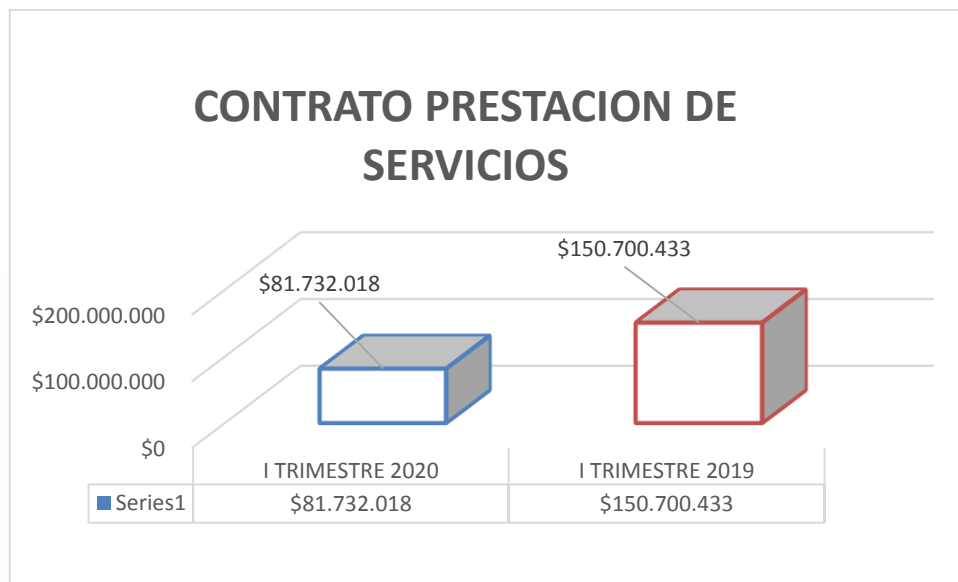 CONTRATO PRESTACION DE
SERVICIOS
$150.700.433
$81.732.018
$200.000.000
$100.000.000
$0
I TRIMESTRE 2020 I TRIMESTRE 2019
Series1 $81.732.018 $150.700.433